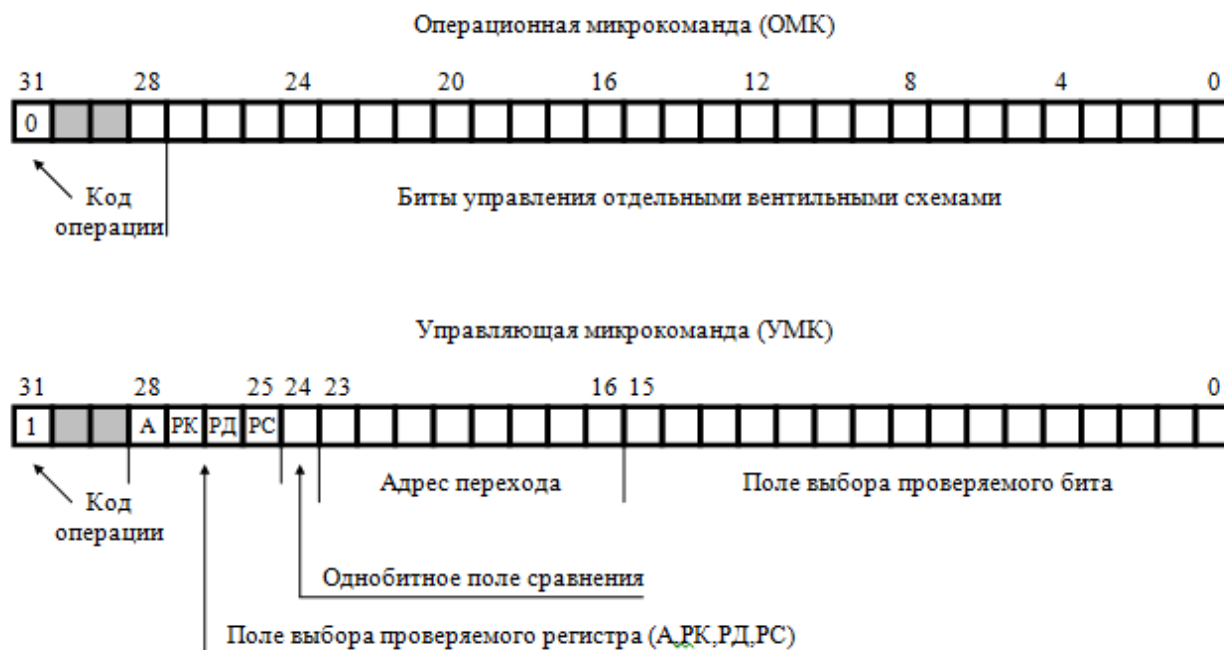 Операционная микрокоманда (ОМК)
31 28 24 20 16 12 8 4 0
0
Код
операции
Биты управления отдельными вентильными схемами
Управляющая микрокоманда (УМК)
31 28 25 24 23 16 15 0
1 А РК РД РС
Код
операции
Адрес перехода
Поле выбора проверяемого бита
Однобитное поле сравнения
Поле выбора проверяемого регистра (А,РК,РД,РС)